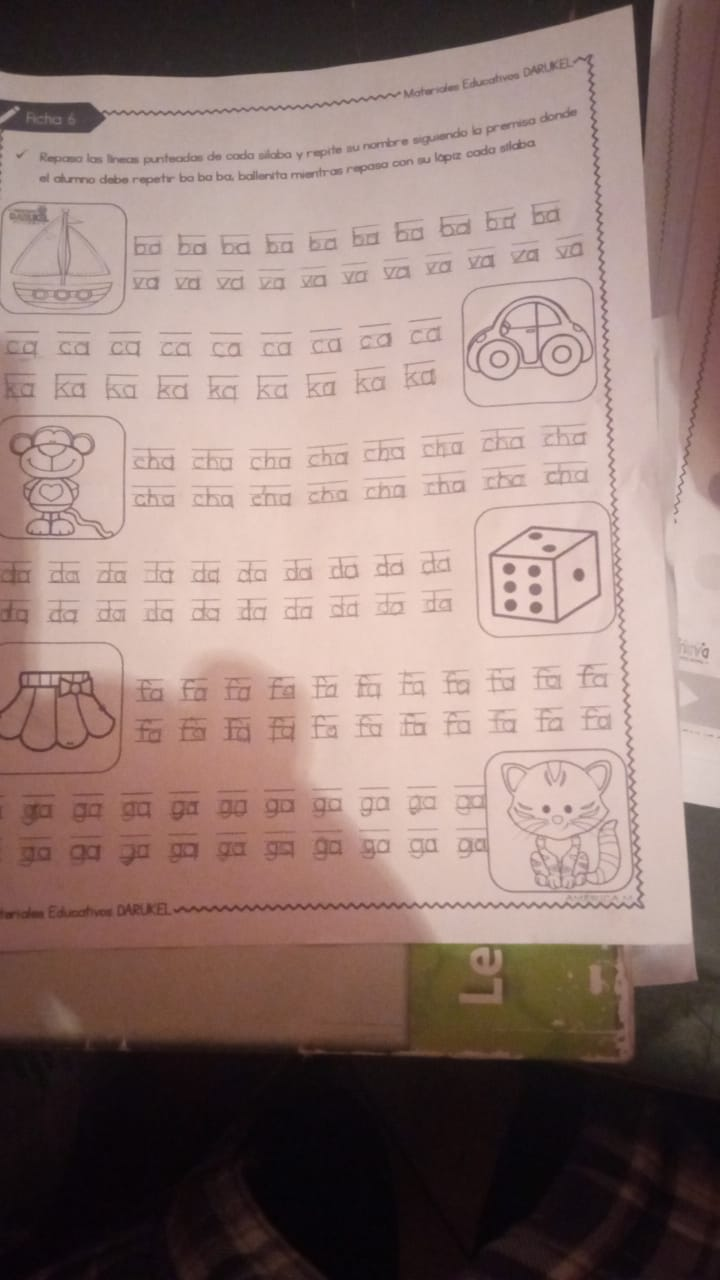 Materiales Educativos DARUKEL
Ficha 6
Repasa las líneas punteadas de cada sílaba y repite su nombre siguiendo la premisa donde
el alumno debe repetir ba ba ba, ballenita mientras repasa con su lápiz cada sílaba.
DARUKEL
ba ba ba ba ba ba ba ba ba ba
va va va va va va va va va va va
ca ca ca ca ca ca ca ca ca
ka ka ka ka ka ka ka ka ka
cha cha cha cha cha cha cha cha
cha cha cha cha cha cha cha cha
da da da da da da da da da da
da da da da da da da da da da
fa fa fa fa fa fa fa fa fa fa fa
fa fa fa fa fa fa fa fa fa fa fa
ga ga ga ga ga ga ga ga ga ga
ga ga ga ga ga ga ga ga ga ga
Educativos DARUKEL
AMERICA
Le